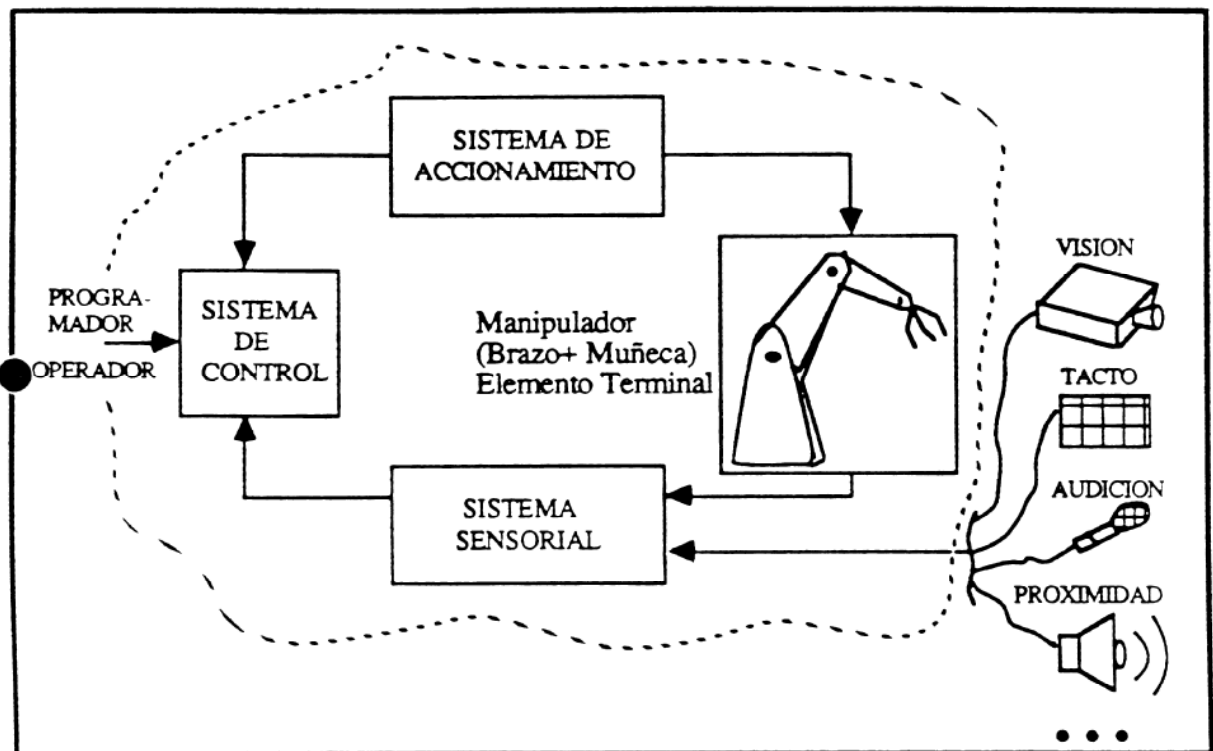 SISTEMA DE
ACCIONAMIENTO
VISION
PROGRA-
MADOR
OPERADOR
SISTEMA
DE
CONTROL
Manipulador
(Brazo+ Muñeca)
Elemento Terminal
TACTO
AUDICION
SISTEMA
SENSORIAL
PROXIMIDAD
• • •